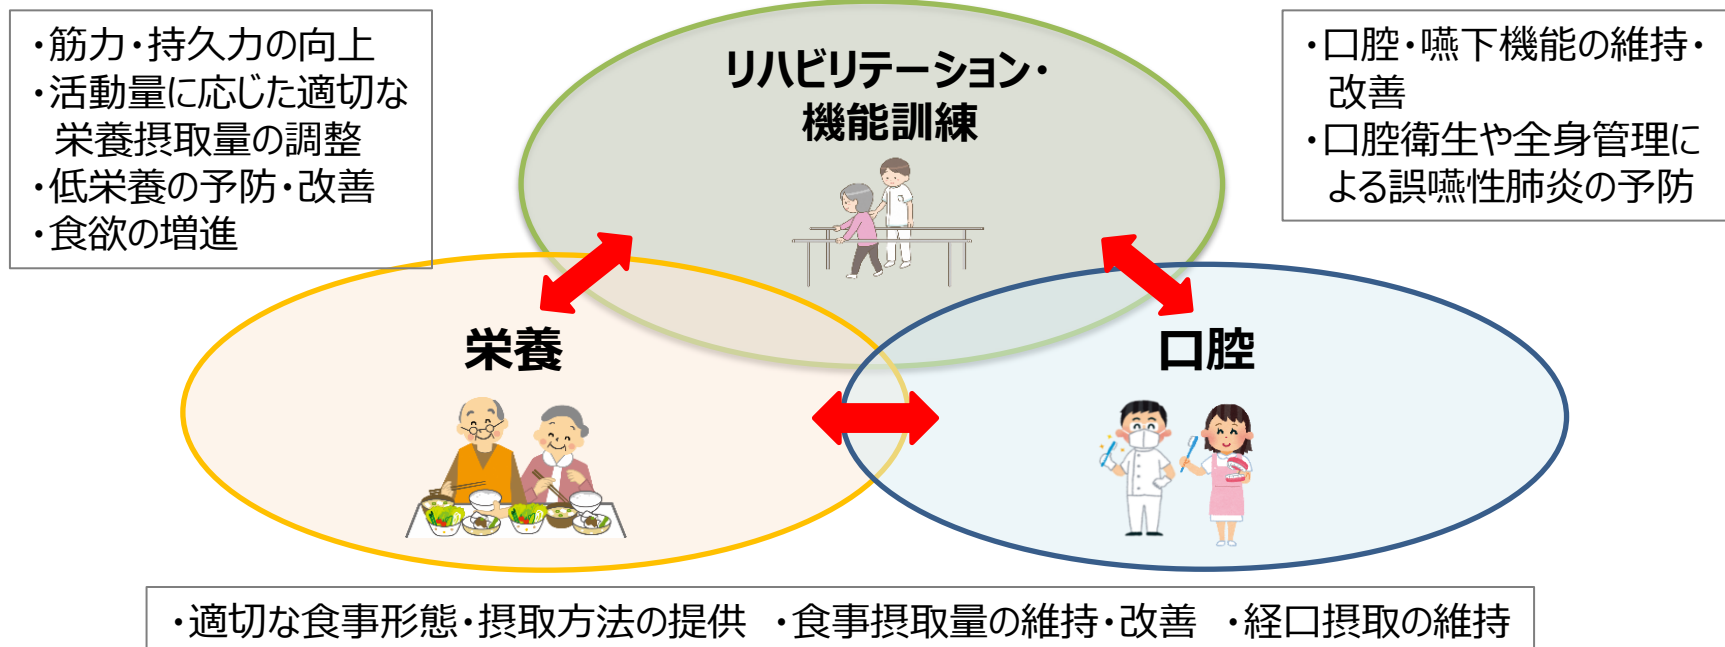 ・筋力・持久力の向上
・活動量に応じた適切な
栄養摂取量の調整
・低栄養の予防・改善
・食欲の増進
リハビリテーション・
機能訓練
・口腔・嚥下機能の維持・
改善
・口腔衛生や全身管理に
よる誤嚥性肺炎の予防
栄養
口腔
・適切な食事形態・摂取方法の提供 ・食事摂取量の維持・改善 ・経口摂取の維持